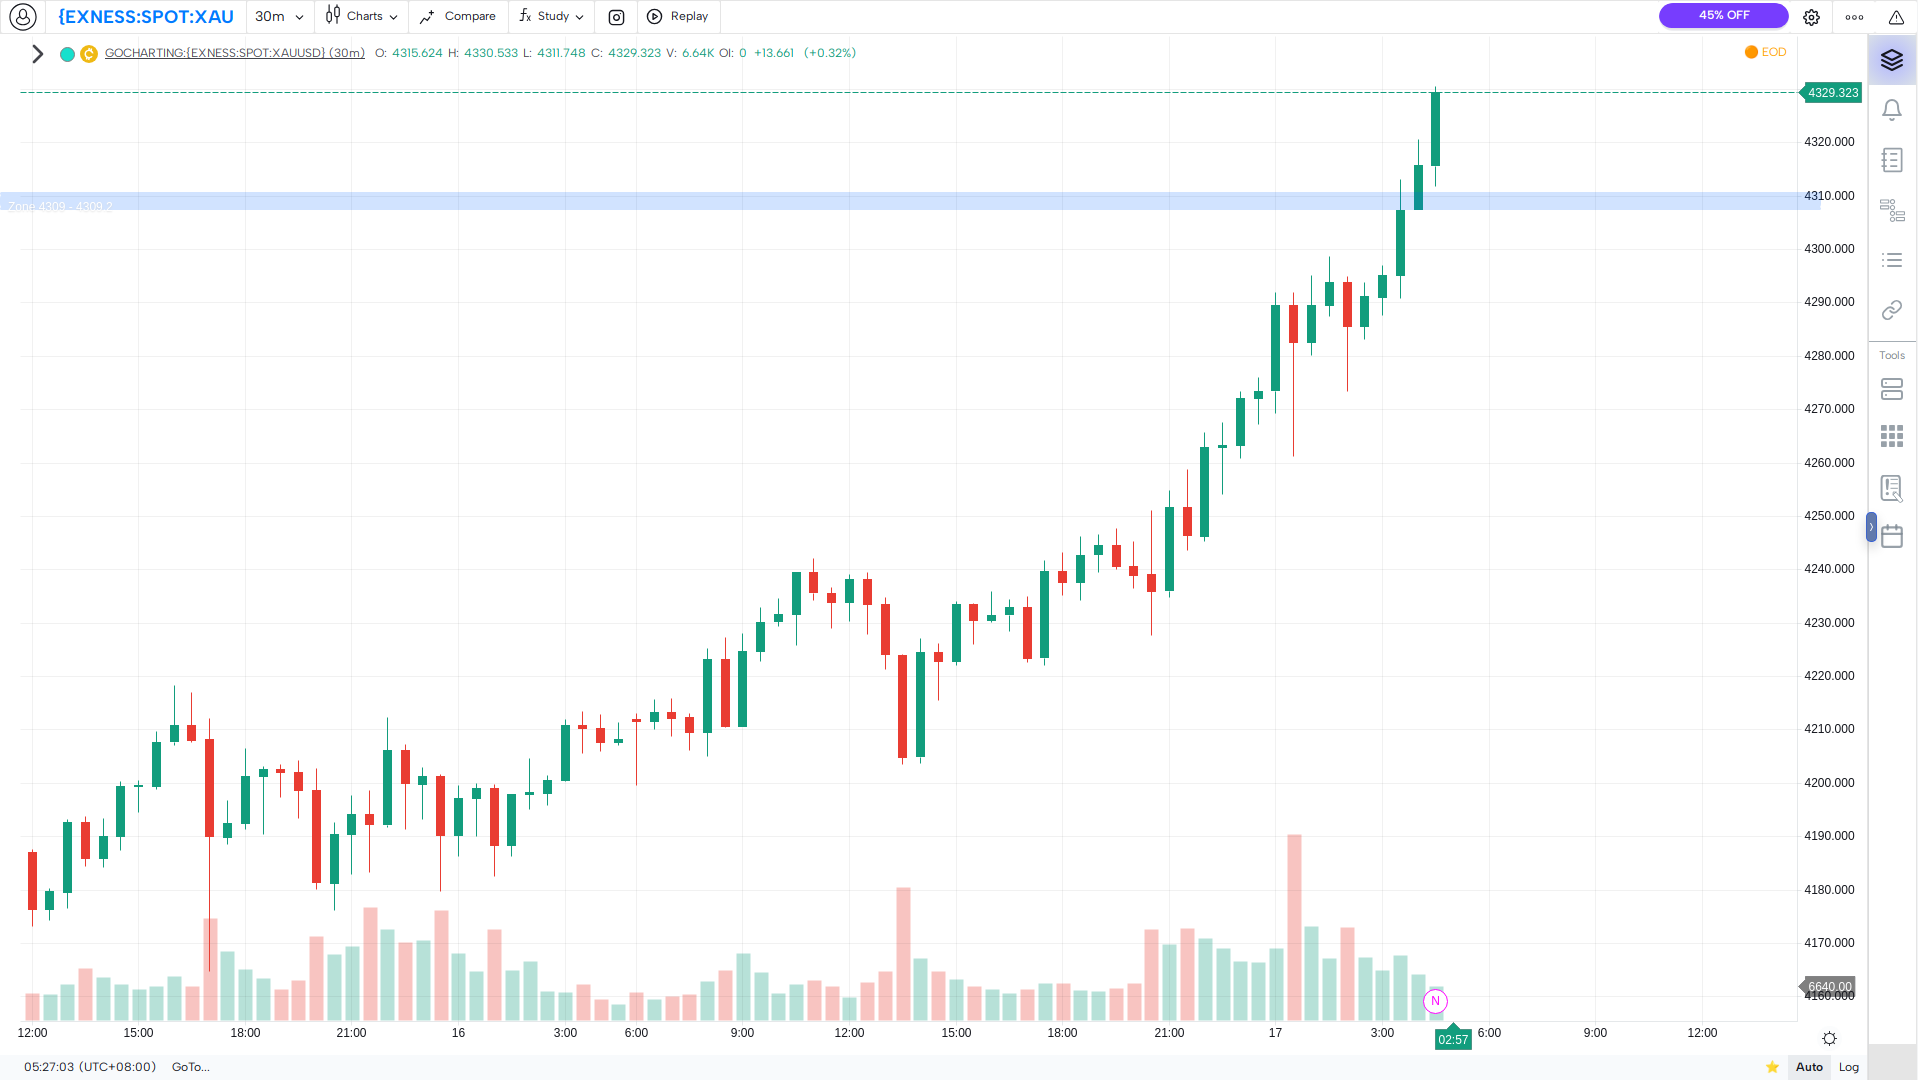 {EXNESS:SPOT:XAU 30m Charts Compare fx Study Replay 45% OFF
GOCHARTING:{EXNESS:SPOT:XAUUSD} (30m) O: 4315.624 H: 4330.533 L: 4311.748 C: 4329.323 V: 6.64K OI: 0 +13.661 (+0.32%) EOD
4329.323
4320.000
4310.000
Zone 4309 - 4309.2
4300.000
4290.000
4280.000
Tools
4270.000
4260.000
4250.000
4240.000
4230.000
4220.000
4210.000
4200.000
4190.000
4180.000
4170.000
6640.00
4160.000
N
12:00 15:00 18:00 21:00 16 3:00 6:00 9:00 12:00 15:00 18:00 21:00 17 3:00 02:57 6:00 9:00 12:00
05:27:03 (UTC+08:00) GoTo... Auto Log